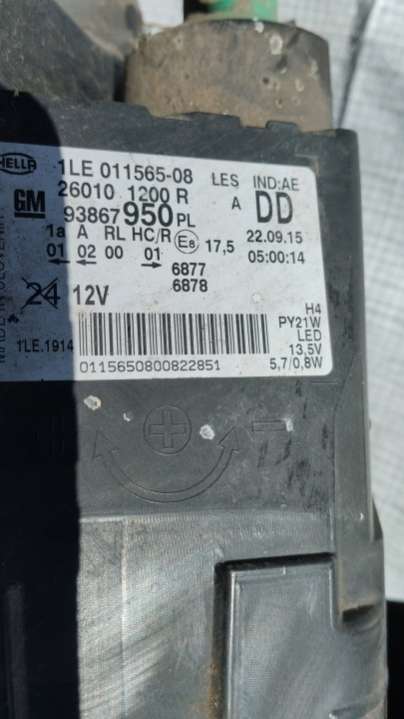 HELLA 1LE 011565-08 LES IND:AE
GM 26010 1200 R A DD
93867950 PL
1a A RL HC/R E8 17,5 22.09.15
01 02 00 01 05:00:14
6877
6878
24 12V
H4
PY21W
LED
1LE.1914 13,5V
0115650800822851 5,7/0,8W